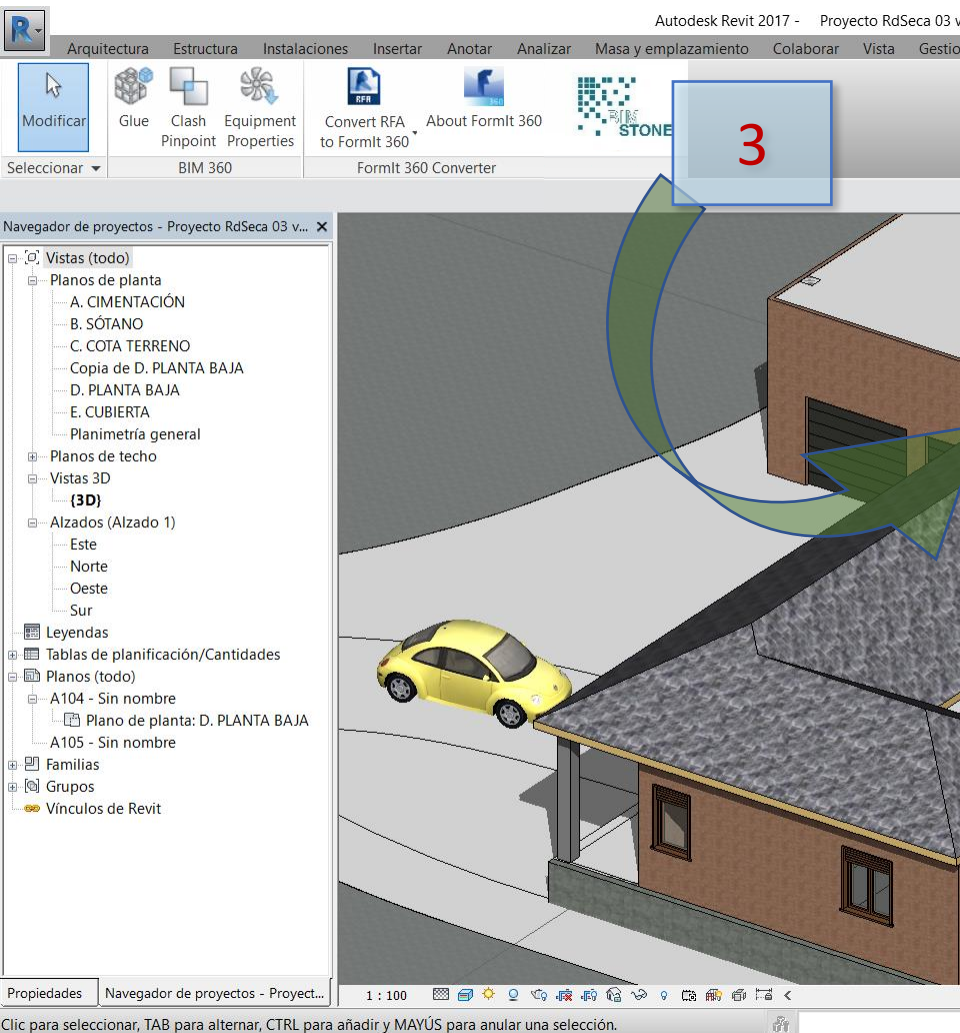 Autodesk Revit 2017 - Proyecto RdSeca 03 v
Arquitectura Estructura Instalaciones Insertar Anotar Analizar Masa y emplazamiento Colaborar Vista Gestio
Modificar
Glue
Clash
Pinpoint
Equipment
Properties
RFA
Convert RFA
to FormIt 360
360
About FormIt 360
BIM
STONE
3
Seleccionar
BIM 360
FormIt 360 Converter
Navegador de proyectos - Proyecto RdSeca 03 v...
Vistas (todo)
Planos de planta
A. CIMENTACIÓN
B. SÓTANO
C. COTA TERRENO
Copia de D. PLANTA BAJA
D. PLANTA BAJA
E. CUBIERTA
Planimetría general
Planos de techo
Vistas 3D
{3D}
Alzados (Alzado 1)
Este
Norte
Oeste
Sur
Leyendas
Tablas de planificación/Cantidades
Planos (todo)
A104 - Sin nombre
Plano de planta: D. PLANTA BAJA
A105 - Sin nombre
Familias
Grupos
Vínculos de Revit
Propiedades
Navegador de proyectos - Proyect...
1 : 100
Clic para seleccionar, TAB para alternar, CTRL para añadir y MAYÚS para anular una selección.